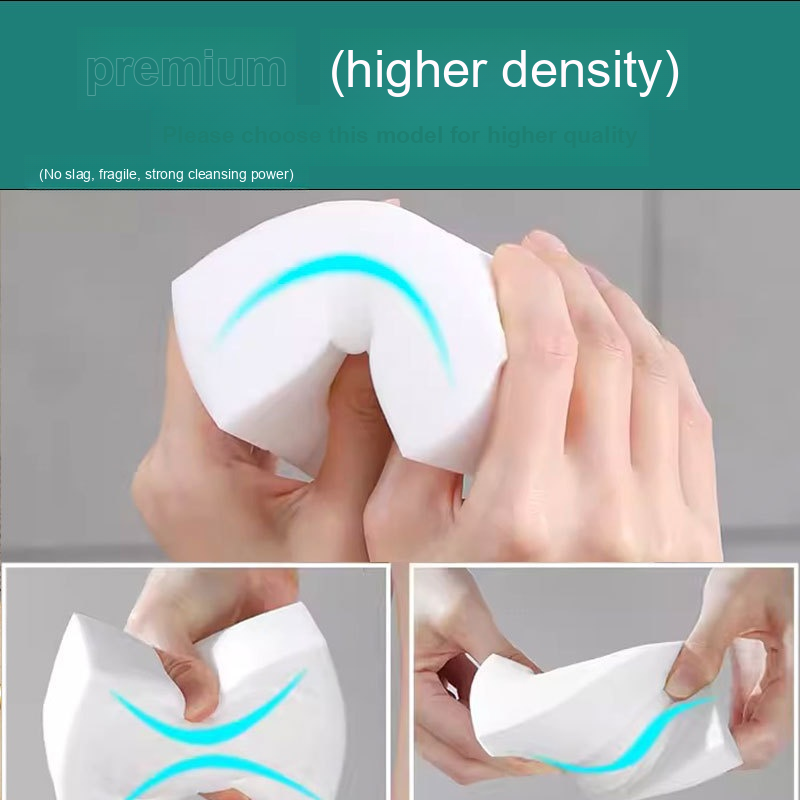 premium (higher density)
Please choose this model for higher quality
(No slag, fragile, strong cleansing power)